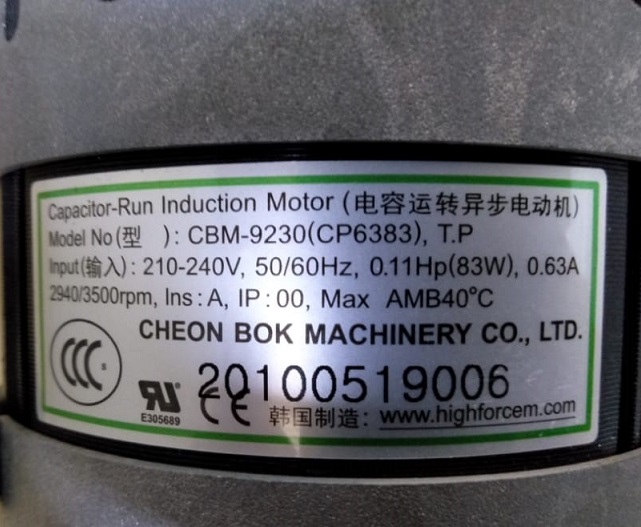 Capacitor-Run Induction Motor (电容运转异步电动机)
Model No(型 ): CBM-9230(CP6383), T.P
Input(输入): 210-240V, 50/60Hz, 0.11Hp(83W), 0.63A
2940/3500rpm, Ins:A, IP:00, Max AMB40°C
CHEON BOK MACHINERY CO., LTD.
CCC S
RU
E305689
20100519006
CE 韩国制造: www.highforcem.com